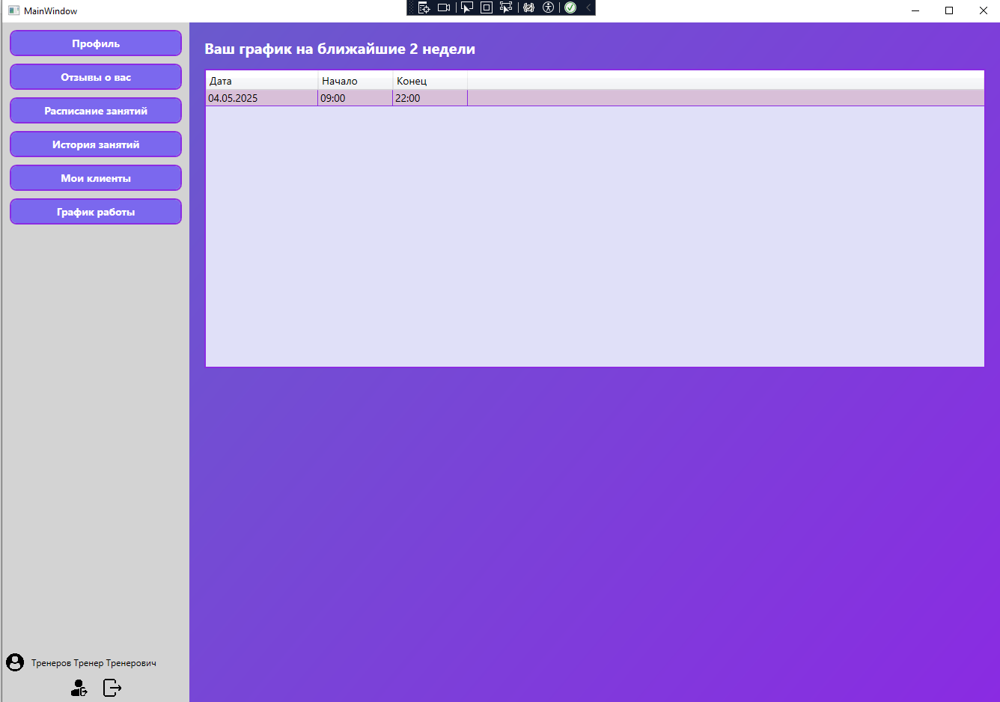 MainWindow
Профиль
Отзывы о вас
Расписание занятий
История занятий
Мои клиенты
График работы
Тренеров Тренер Тренерович
Ваш график на ближайшие 2 недели
Дата Начало Конец
04.05.2025 09:00 22:00